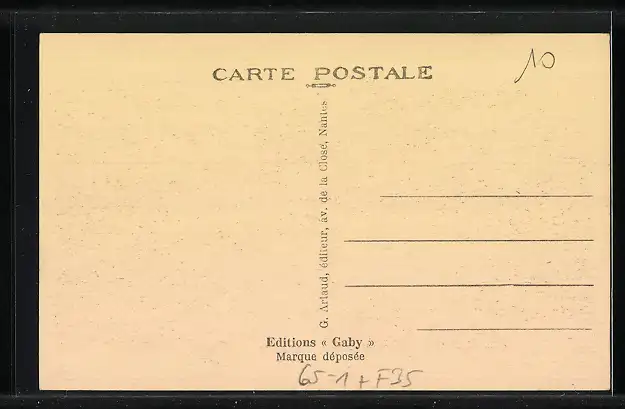 CARTE POSTALE
10
G. Artaud, éditeur, av. de la Close, Nantes
Editions « Gaby »
Marque déposée
65-1 + F35